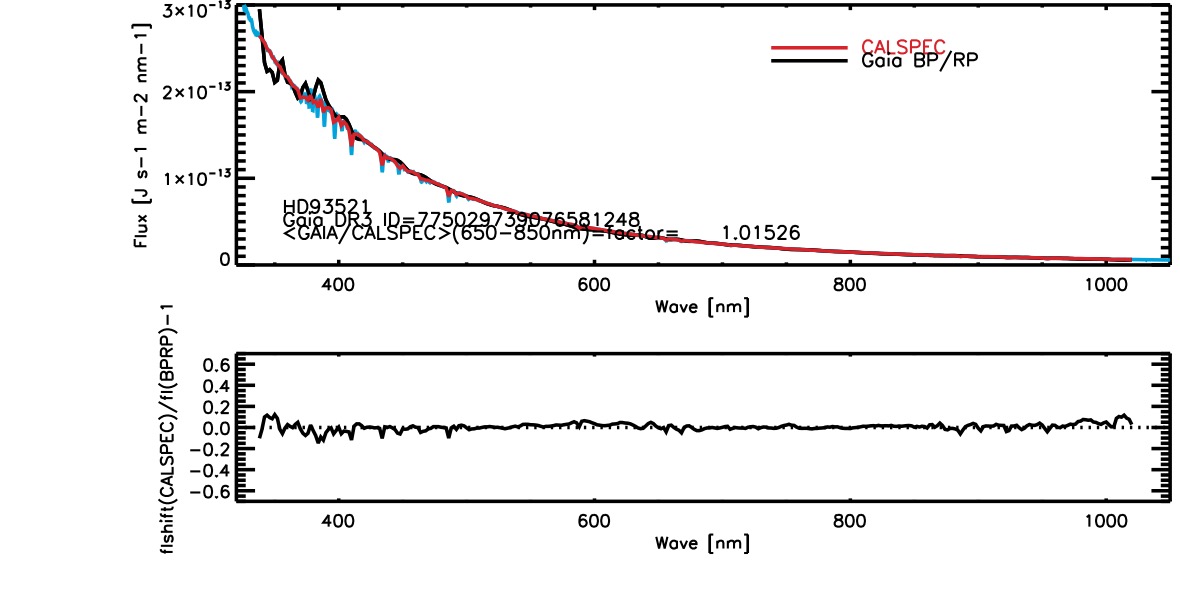 3×10−13
2×10−13
1×10−13
0
Flux [J s−1 m−2 nm−1]
CALSPEC
Gaia BP/RP
HD93521
Gaia DR3 ID=775029739076581248
<GAIA/CALSPEC>(650−850nm)=factor= 1.01526
400 600 800 1000
Wave [nm]
flshift(CALSPEC)/fl(BPRP)−1
0.6
0.4
0.2
0.0
−0.2
−0.4
−0.6
400 600 800 1000
Wave [nm]